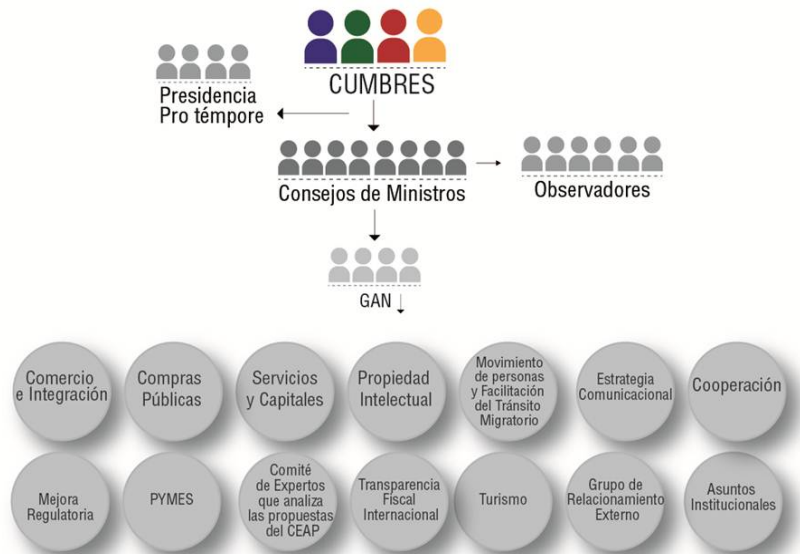 CUMBRES
Presidencia
Pro témpore
Consejos de Ministros
Observadores
GAN
Comercio
e Integración
Compras
Públicas
Servicios
y Capitales
Propiedad
Intelectual
Movimiento
de personas
y Facilitación
del Tránsito
Migratorio
Estrategia
Comunicacional
Cooperación
Mejora
Regulatoria
PYMES
Comité
de Expertos
que analiza
las propuestas
del CEAP
Transparencia
Fiscal
Internacional
Turismo
Grupo de
Relacionamiento
Externo
Asuntos
Institucionales